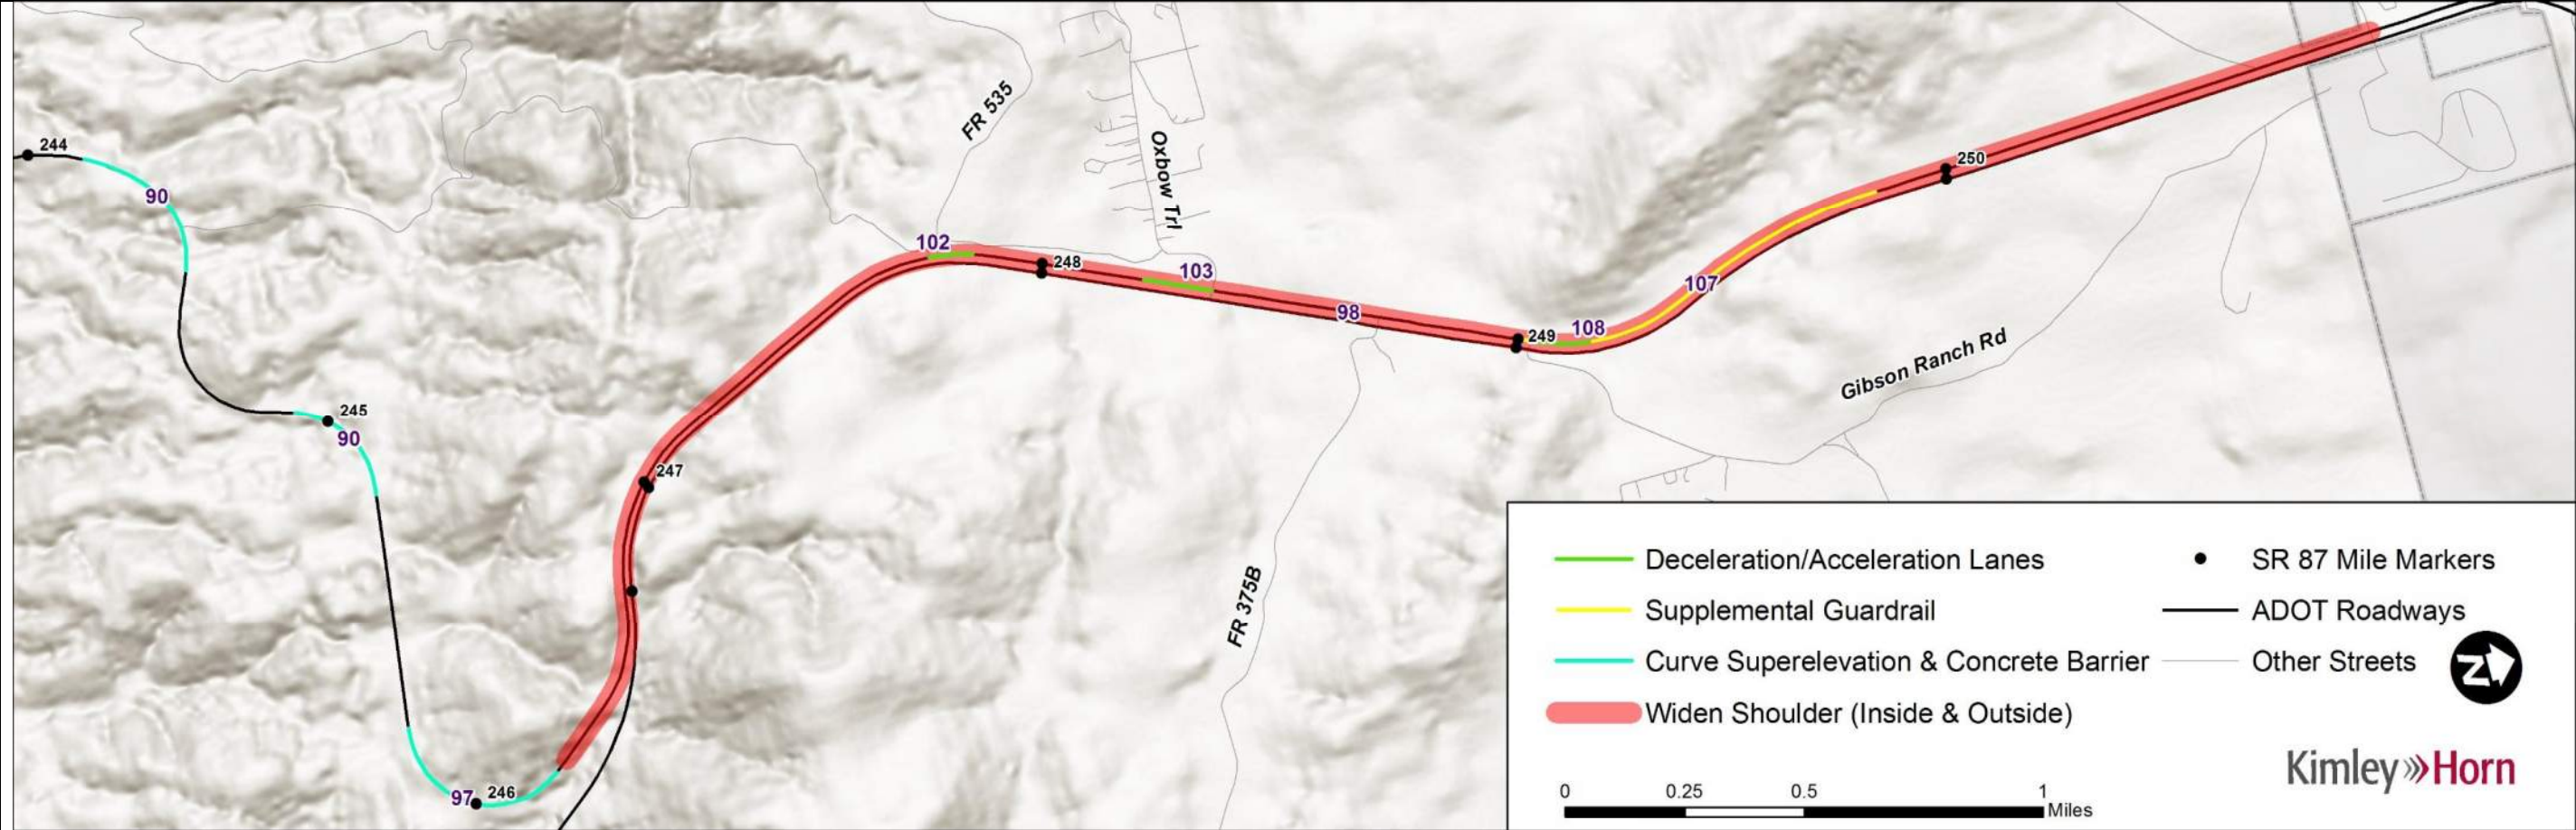 244
90
FR 535
Oxbow Trl
250
102
248
103
98
249
108
107
Gibson Ranch Rd
245
90
247
FR 375B
97
246
Deceleration/Acceleration Lanes
Supplemental Guardrail
Curve Superelevation & Concrete Barrier
Widen Shoulder (Inside & Outside)
SR 87 Mile Markers
ADOT Roadways
Other Streets
N
0 0.25 0.5 1
Miles
Kimley»Horn